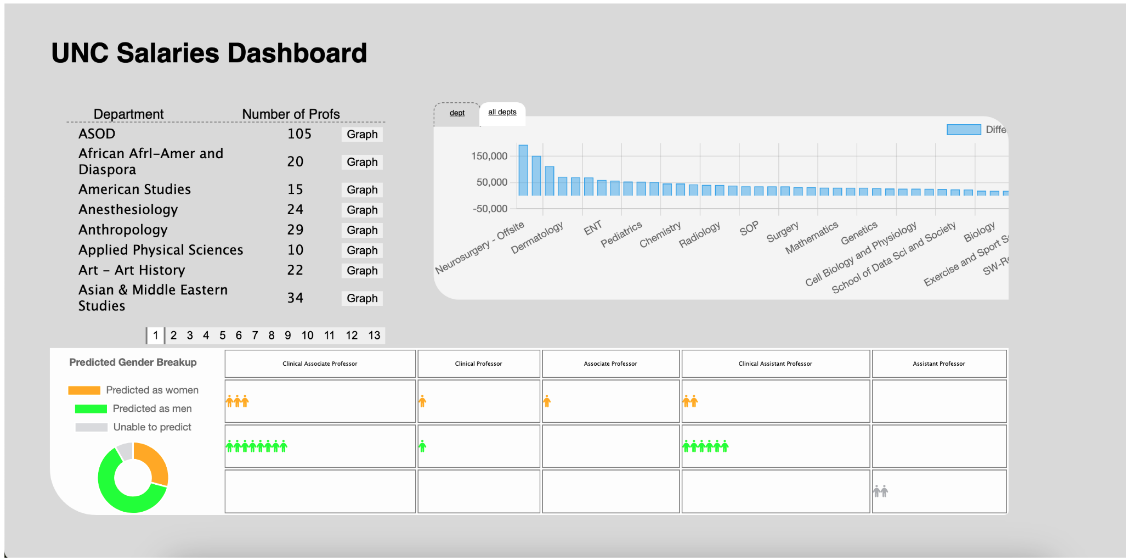 UNC Salaries Dashboard
Department Number of Profs
ASOD 105 Graph
African Afrl-Amer and
Diaspora 20 Graph
American Studies 15 Graph
Anesthesiology 24 Graph
Anthropology 29 Graph
Applied Physical Sciences 10 Graph
Art - Art History 22 Graph
Asian & Middle Eastern
Studies 34 Graph
1 2 3 4 5 6 7 8 9 10 11 12 13
dept all depts
Diffe
150,000
50,000
-50,000
Neurosurgery - Offsite
Dermatology
ENT
Pediatrics
Chemistry
Radiology
SOP
Surgery
Mathematics
Genetics
Cell Biology and Physiology
School of Data Sci and Society
Biology
Exercise and Sport S
SW-Re
Predicted Gender Breakup
Predicted as women
Predicted as men
Unable to predict
Clinical Associate Professor Clinical Professor Associate Professor Clinical Assistant Professor Assistant Professor